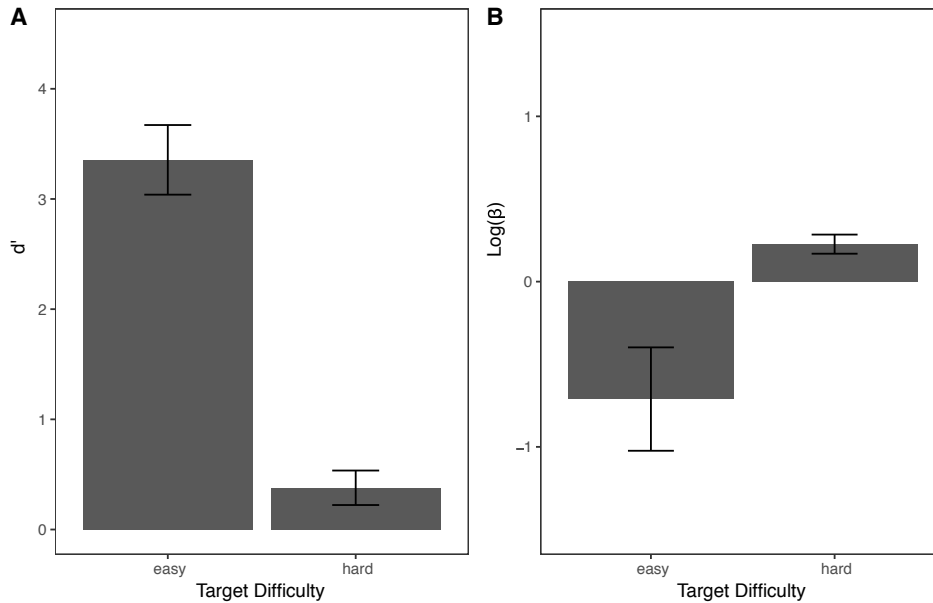 A
4
3
2
1
0
d'
easy
hard
Target Difficulty
B
1
0
−1
Log(β)
easy
hard
Target Difficulty